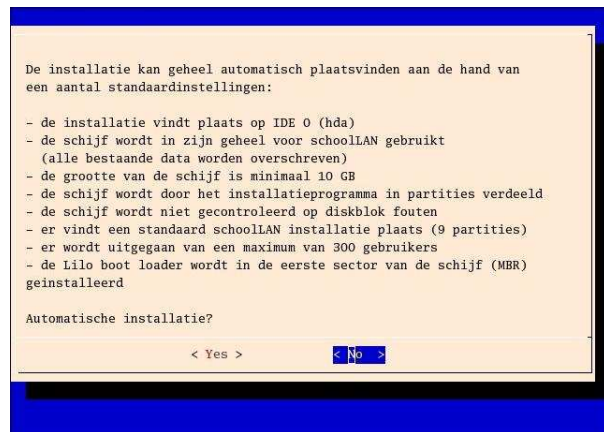 De installatie kan geheel automatisch plaatsvinden aan de hand van
een aantal standaardinstellingen:
- de installatie vindt plaats op IDE 0 (hda)
- de schijf wordt in zijn geheel voor schoolLAN gebruikt
(alle bestaande data worden overschreven)
- de grootte van de schijf is minimaal 10 GB
- de schijf wordt door het installatieprogramma in partities verdeeld
- de schijf wordt niet gecontroleerd op diskblok fouten
- er vindt een standaard schoolLAN installatie plaats (9 partities)
- er wordt uitgegaan van een maximum van 300 gebruikers
- de Lilo boot loader wordt in de eerste sector van de schijf (MBR)
geinstalleerd
Automatische installatie?
< Yes > < No >